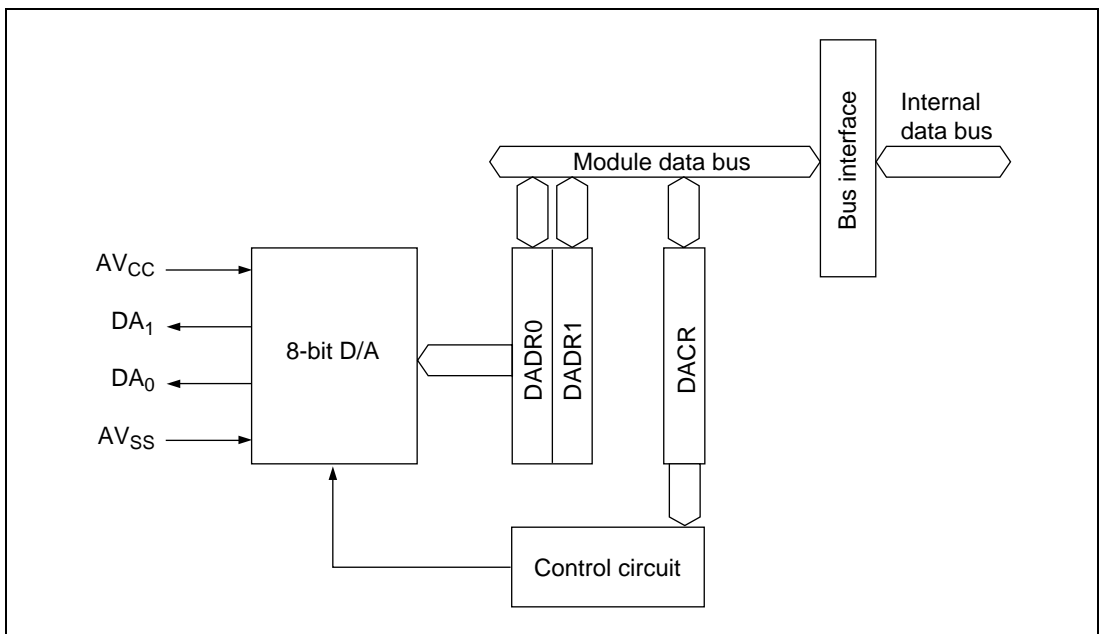 Internal
data bus
Bus interface
Module data bus
AVCC
DA1
DA0
AVSS
8-bit D/A
DADR0
DADR1
DACR
Control circuit